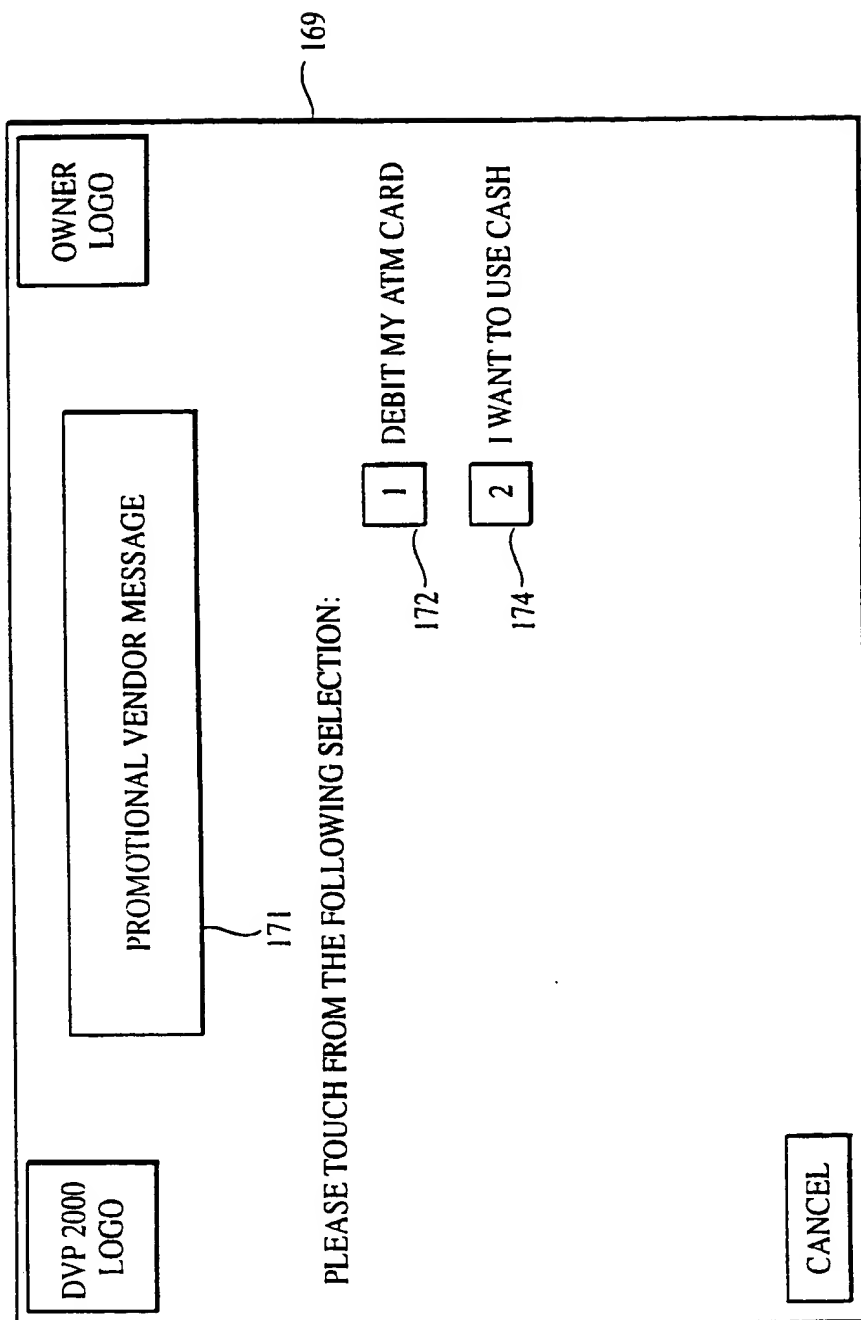 DVP 2000
LOGO
PROMOTIONAL VENDOR MESSAGE
OWNER
LOGO
171
169
PLEASE TOUCH FROM THE FOLLOWING SELECTION:
1 DEBIT MY ATM CARD
172
2 I WANT TO USE CASH
174
CANCEL